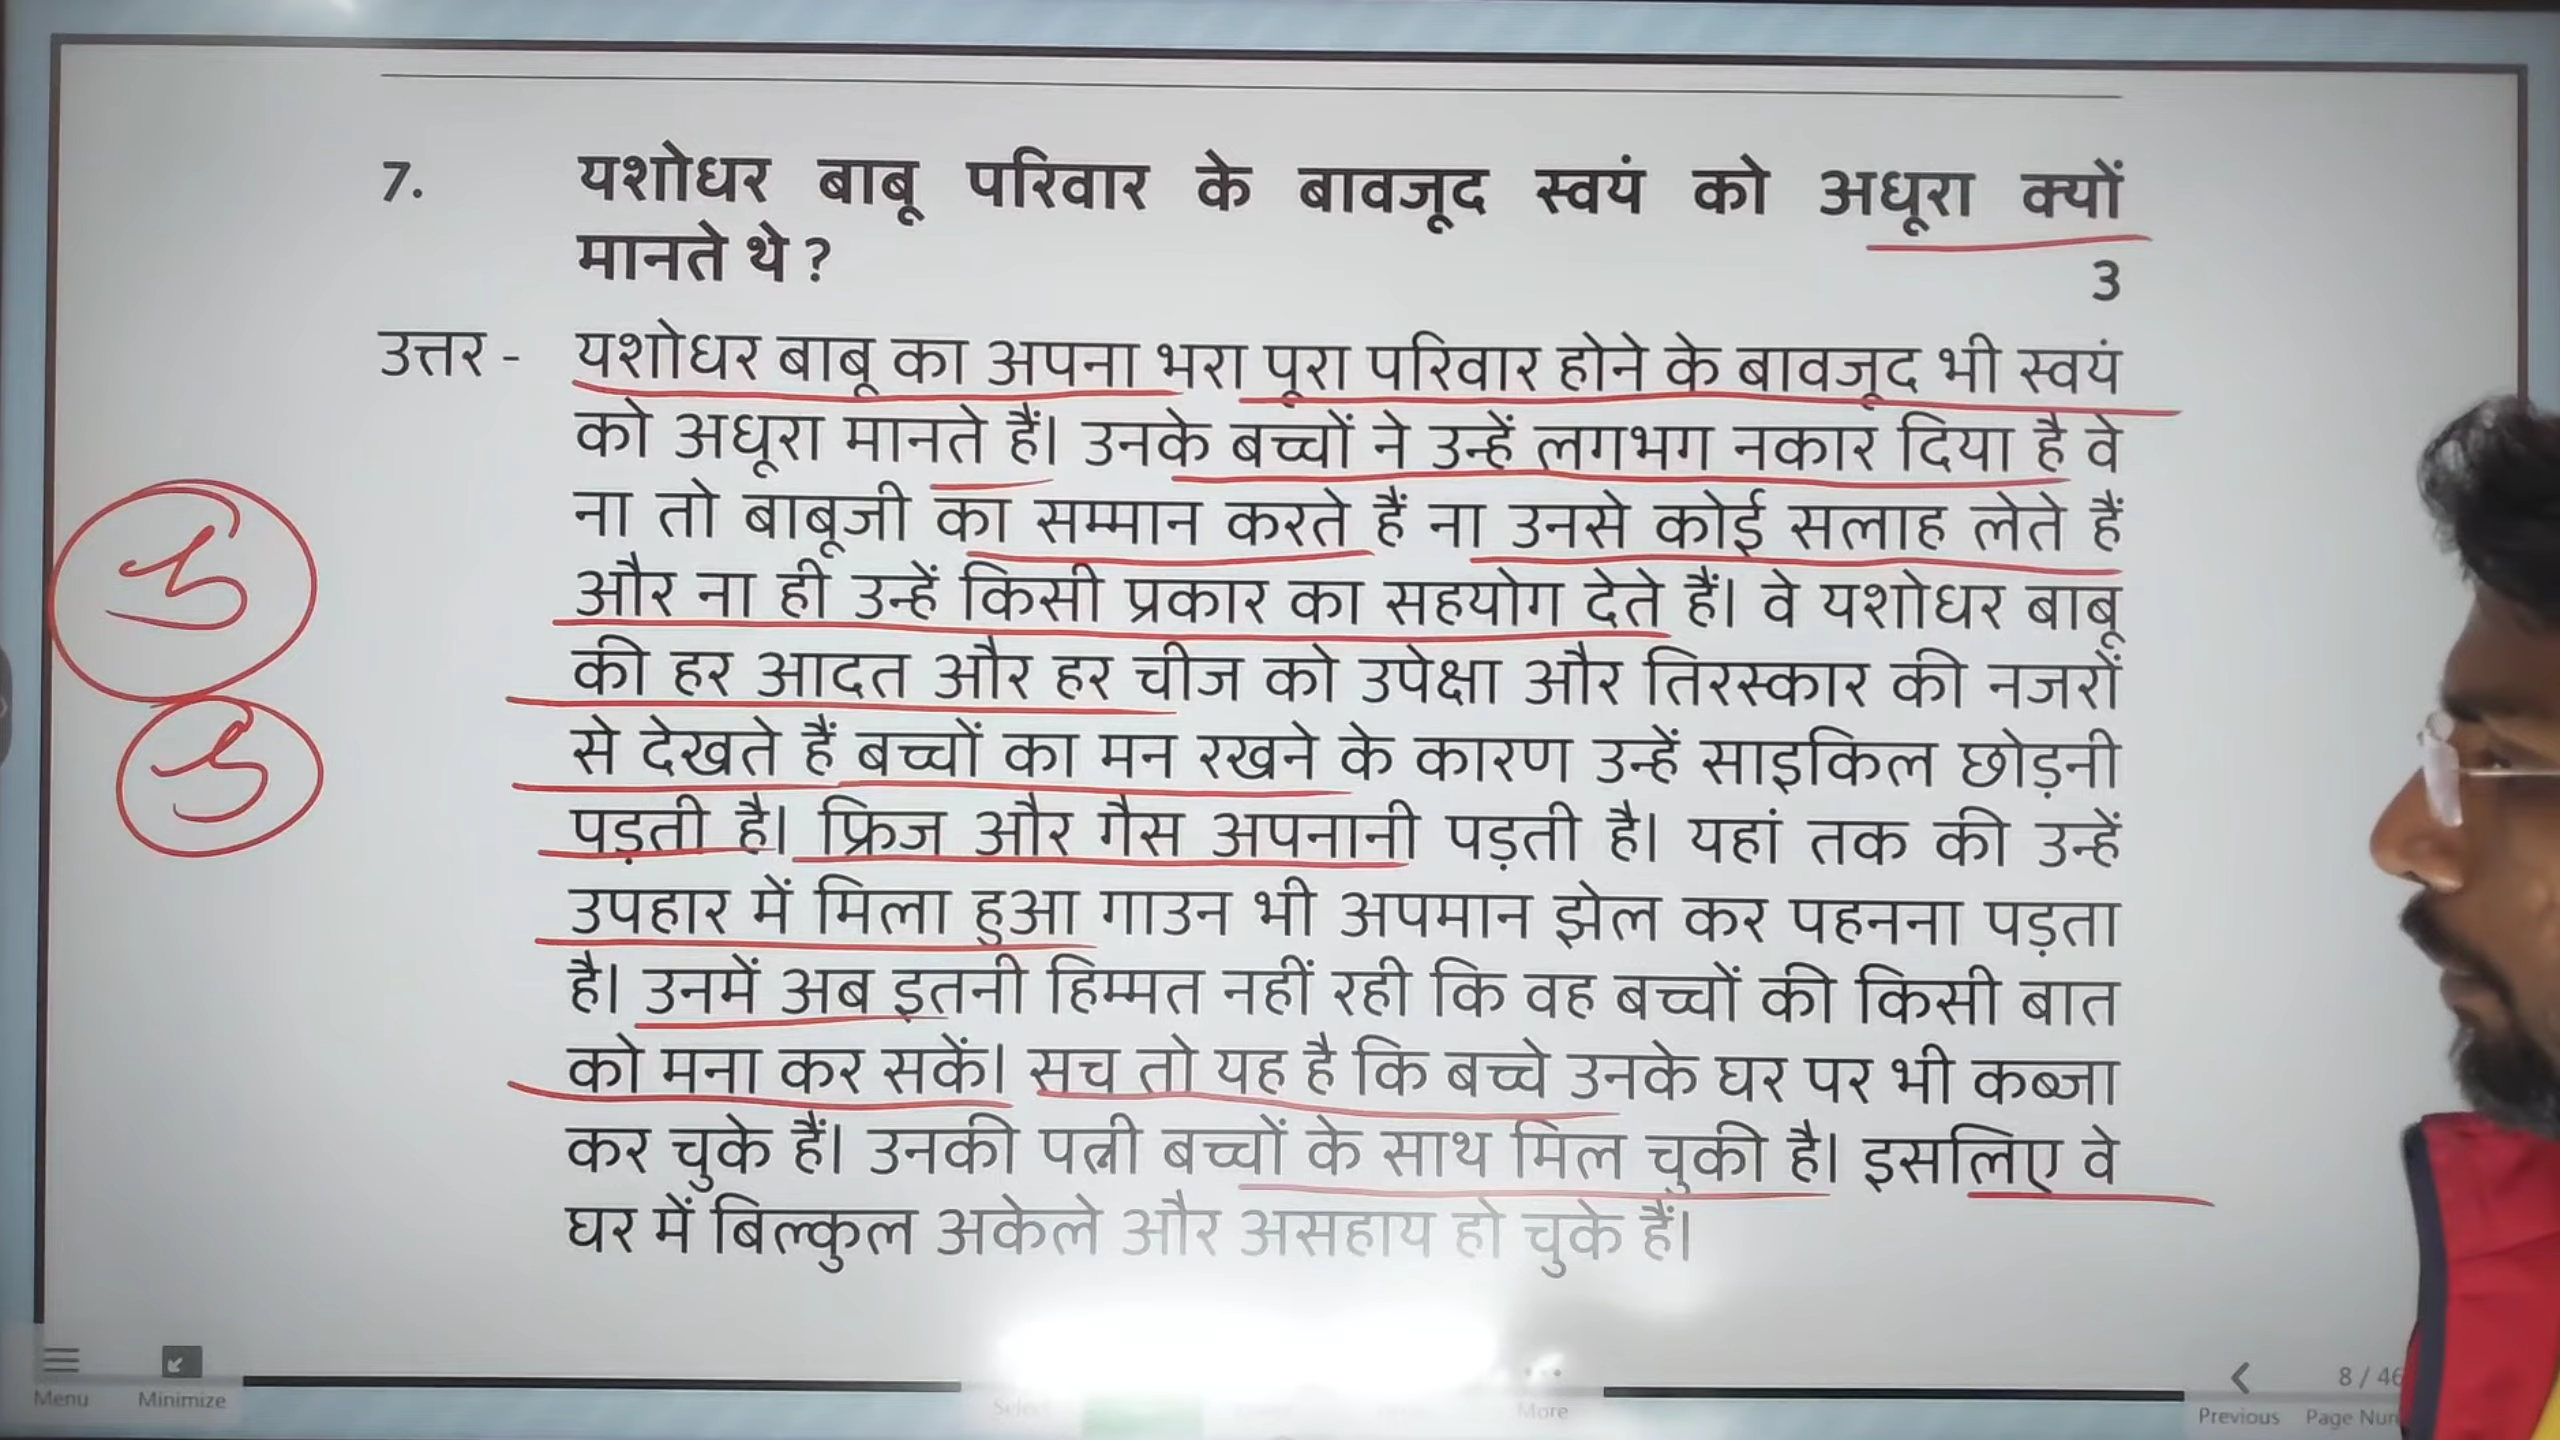 7. यशोधर बाबू परिवार के बावजूद स्वयं को अधूरा क्यों
मानते थे ?
3
उत्तर - यशोधर बाबू का अपना भरा पूरा परिवार होने के बावजूद भी स्वयं
को अधूरा मानते हैं। उनके बच्चों ने उन्हें लगभग नकार दिया है वे
ना तो बाबूजी का सम्मान करते हैं ना उनसे कोई सलाह लेते हैं
और ना ही उन्हें किसी प्रकार का सहयोग देते हैं। वे यशोधर बाबू
की हर आदत और हर चीज को उपेक्षा और तिरस्कार की नजरों
से देखते हैं बच्चों का मन रखने के कारण उन्हें साइकिल छोड़नी
पड़ती है। फ्रिज और गैस अपनानी पड़ती है। यहां तक की उन्हें
उपहार में मिला हुआ गाउन भी अपमान झेल कर पहनना पड़ता
है। उनमें अब इतनी हिम्मत नहीं रही कि वह बच्चों की किसी बात
को मना कर सकें। सच तो यह है कि बच्चे उनके घर पर भी कब्जा
कर चुके हैं। उनकी पत्नी बच्चों के साथ मिल चुकी है। इसलिए वे
घर में बिल्कुल अकेले और असहाय हो चुके हैं।
Menu Minimize More Previous Page
8 / 46